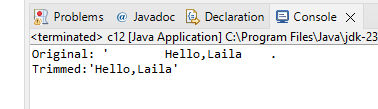 Problems @ Javadoc Declaration Console ×
<terminated> c12 [Java Application] C:\Program Files\Java\jdk-23
Original: '       Hello,Laila    .
Trimmed:'Hello,Laila'